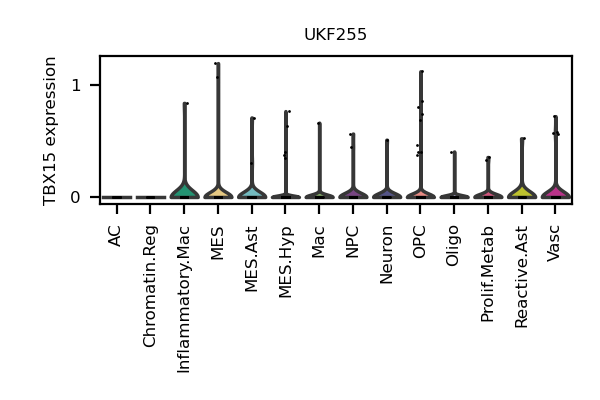 UKF255
TBX15 expression
1
0
AC
Chromatin.Reg
Inflammatory.Mac
MES
MES.Ast
MES.Hyp
Mac
NPC
Neuron
OPC
Oligo
Prolif.Metab
Reactive.Ast
Vasc